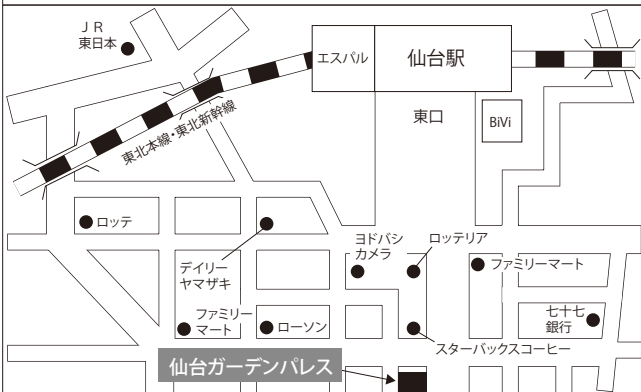 ＪＲ
東日本
エスパル
仙台駅
東口
BiVi
東北本線・東北新幹線
ロッテ
デイリー
ヤマザキ
ヨドバシ
カメラ
ロッテリア
ファミリーマート
ファミリー
マート
ローソン
七十七
銀行
スターバックスコーヒー
仙台ガーデンパレス